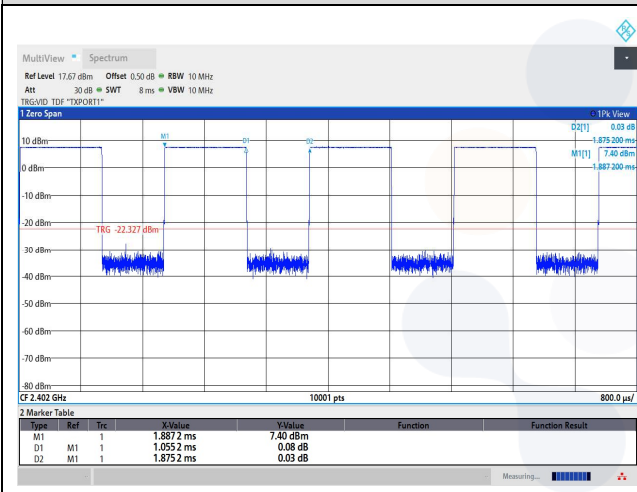 MultiView Spectrum
Ref Level 17.67 dBm Offset 0.50 dB RBW 10 MHz
Att 30 dB SWT 8 ms VBW 10 MHz
TRG:VID TDF "TXPORT1"
1 Zero Span 1Pk View
D2[1] 0.03 dB
1.875 200 ms
M1[1] 7.40 dBm
1.887 200 ms
M1 D1 D2
10 dBm
0 dBm
-10 dBm
-20 dBm
TRG -22.327 dBm
30 dBm
-40 dBm
-50 dBm
-60 dBm
-70 dBm
-80 dBm
CF 2.402 GHz 10001 pts 800.0 µs/
2 Marker Table
Type Ref Trc X-Value Y-Value Function Function Result
M1 1 1.887 2 ms 7.40 dBm
D1 M1 1 1.055 2 ms 0.08 dB
D2 M1 1 1.875 2 ms 0.03 dB
Measuring...